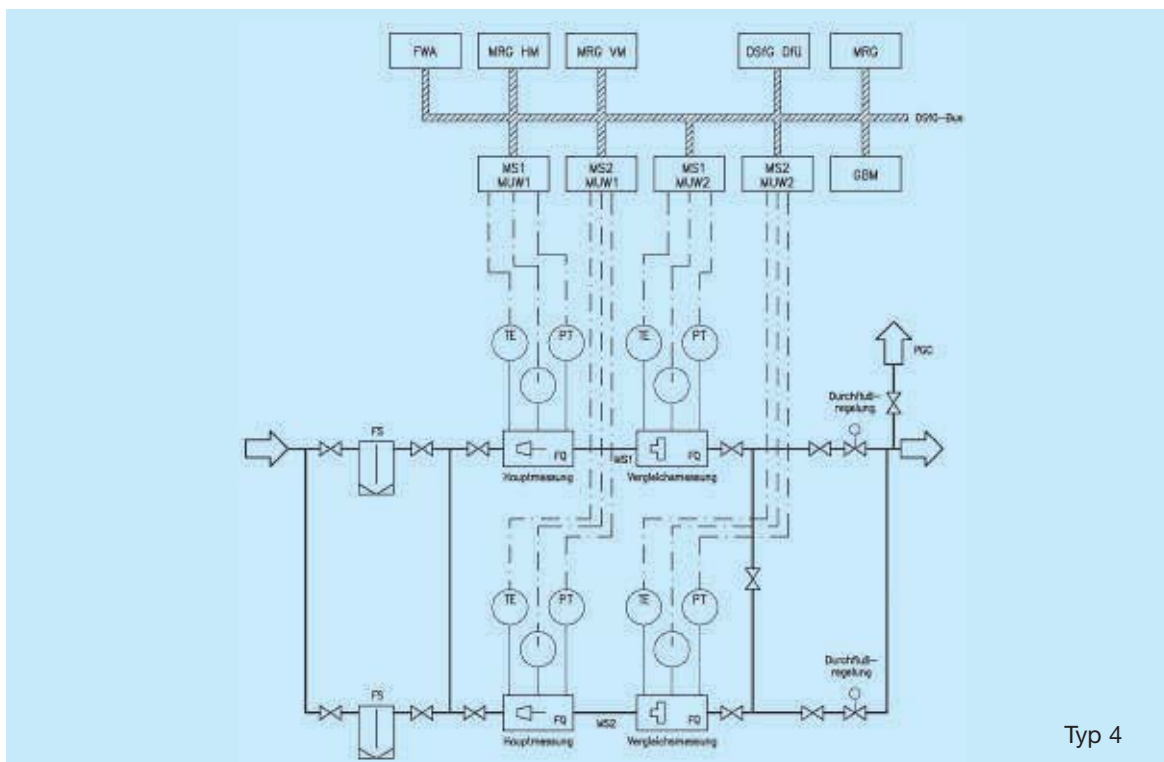 FWA
MRG HM
MRG VM
DSfG DfÜ
MRG
DSfG-Bus
MS1
MUW1
MS2
MUW1
MS1
MUW2
MS2
MUW2
GBM
TE
PT
TE
PT
PGC
Durchfluß-
regelung
FS
FQ
MS1
FQ
Hauptmessung
Vergleichsmessung
TE
PT
TE
PT
Durchfluß-
regelung
FS
FQ
MS2
FQ
Hauptmessung
Vergleichsmessung
Typ 4